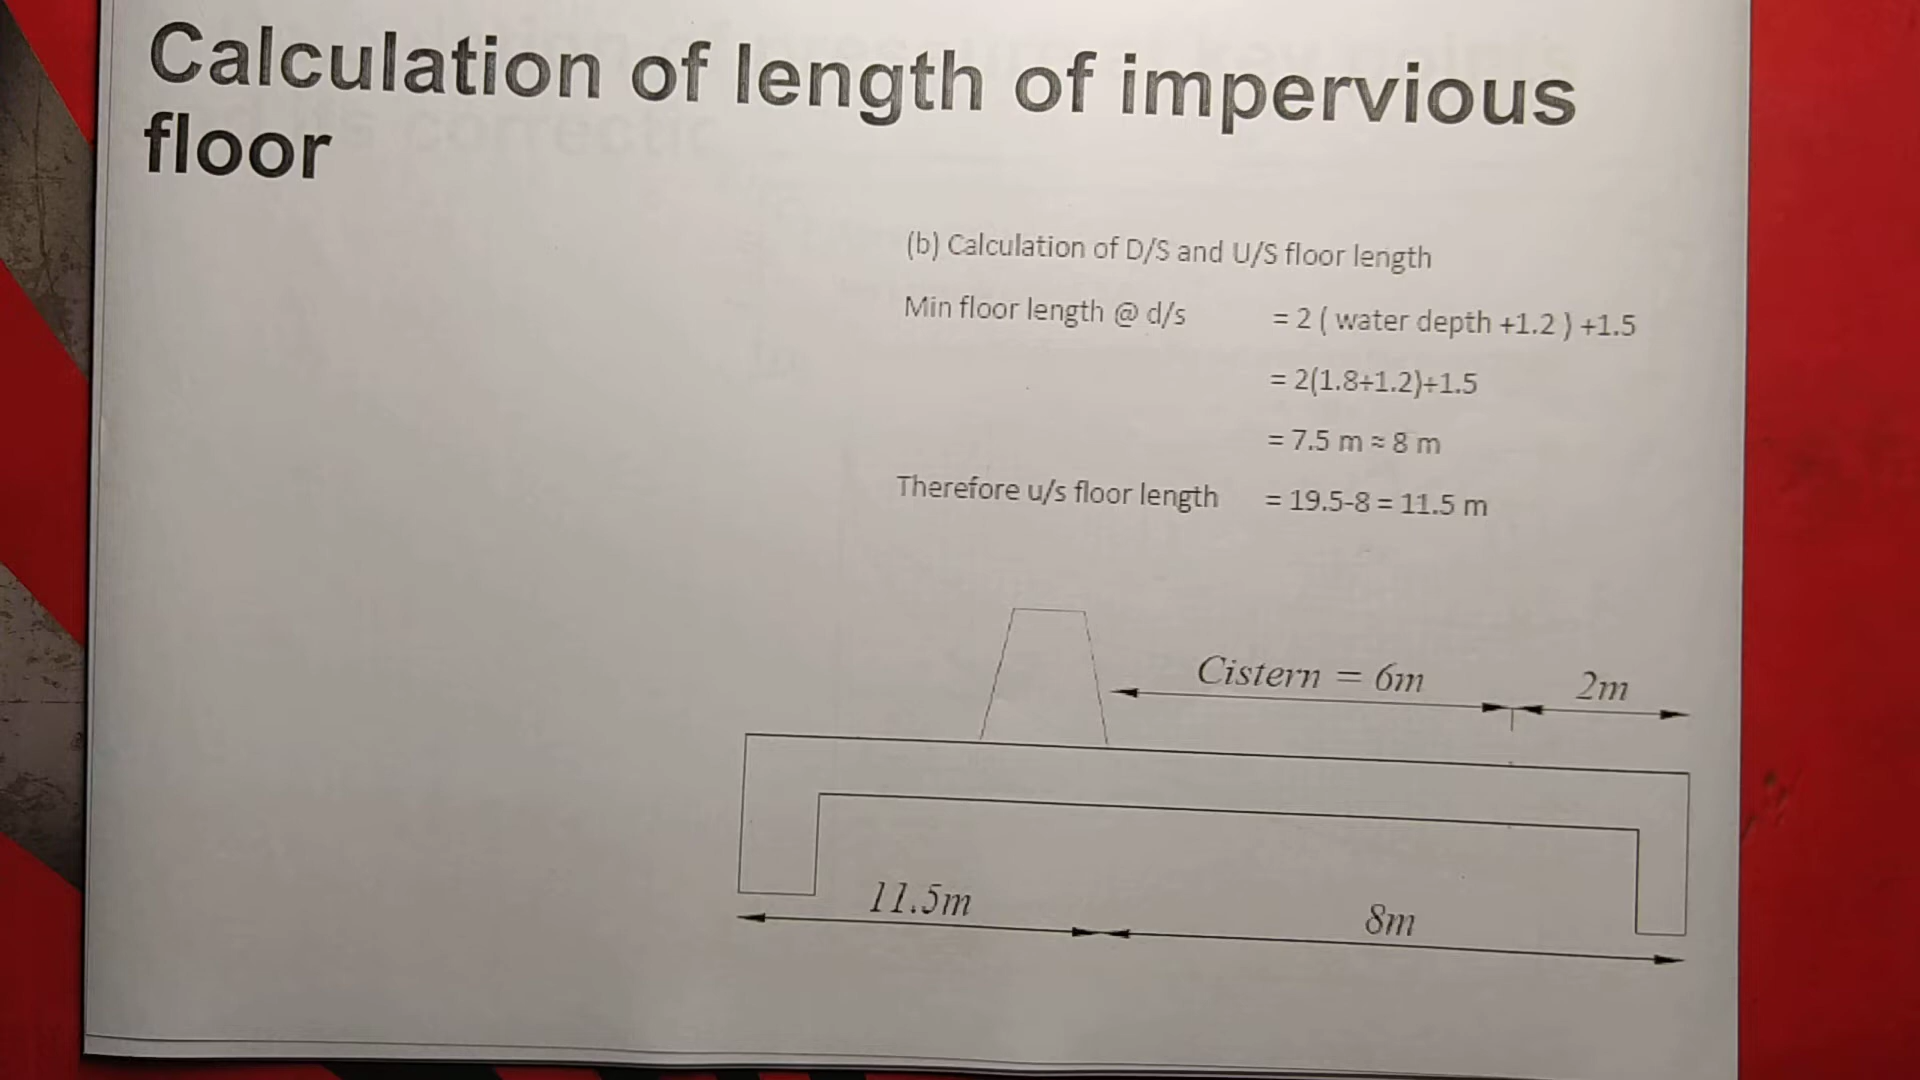 Calculation of length of impervious
floor
(b) Calculation of D/S and U/S floor length
Min floor length @ d/s = 2 ( water depth +1.2 ) +1.5
= 2(1.8+1.2)+1.5
= 7.5 m ≈ 8 m
Therefore u/s floor length = 19.5-8 = 11.5 m
Cistern = 6m
2m
11.5m
8m